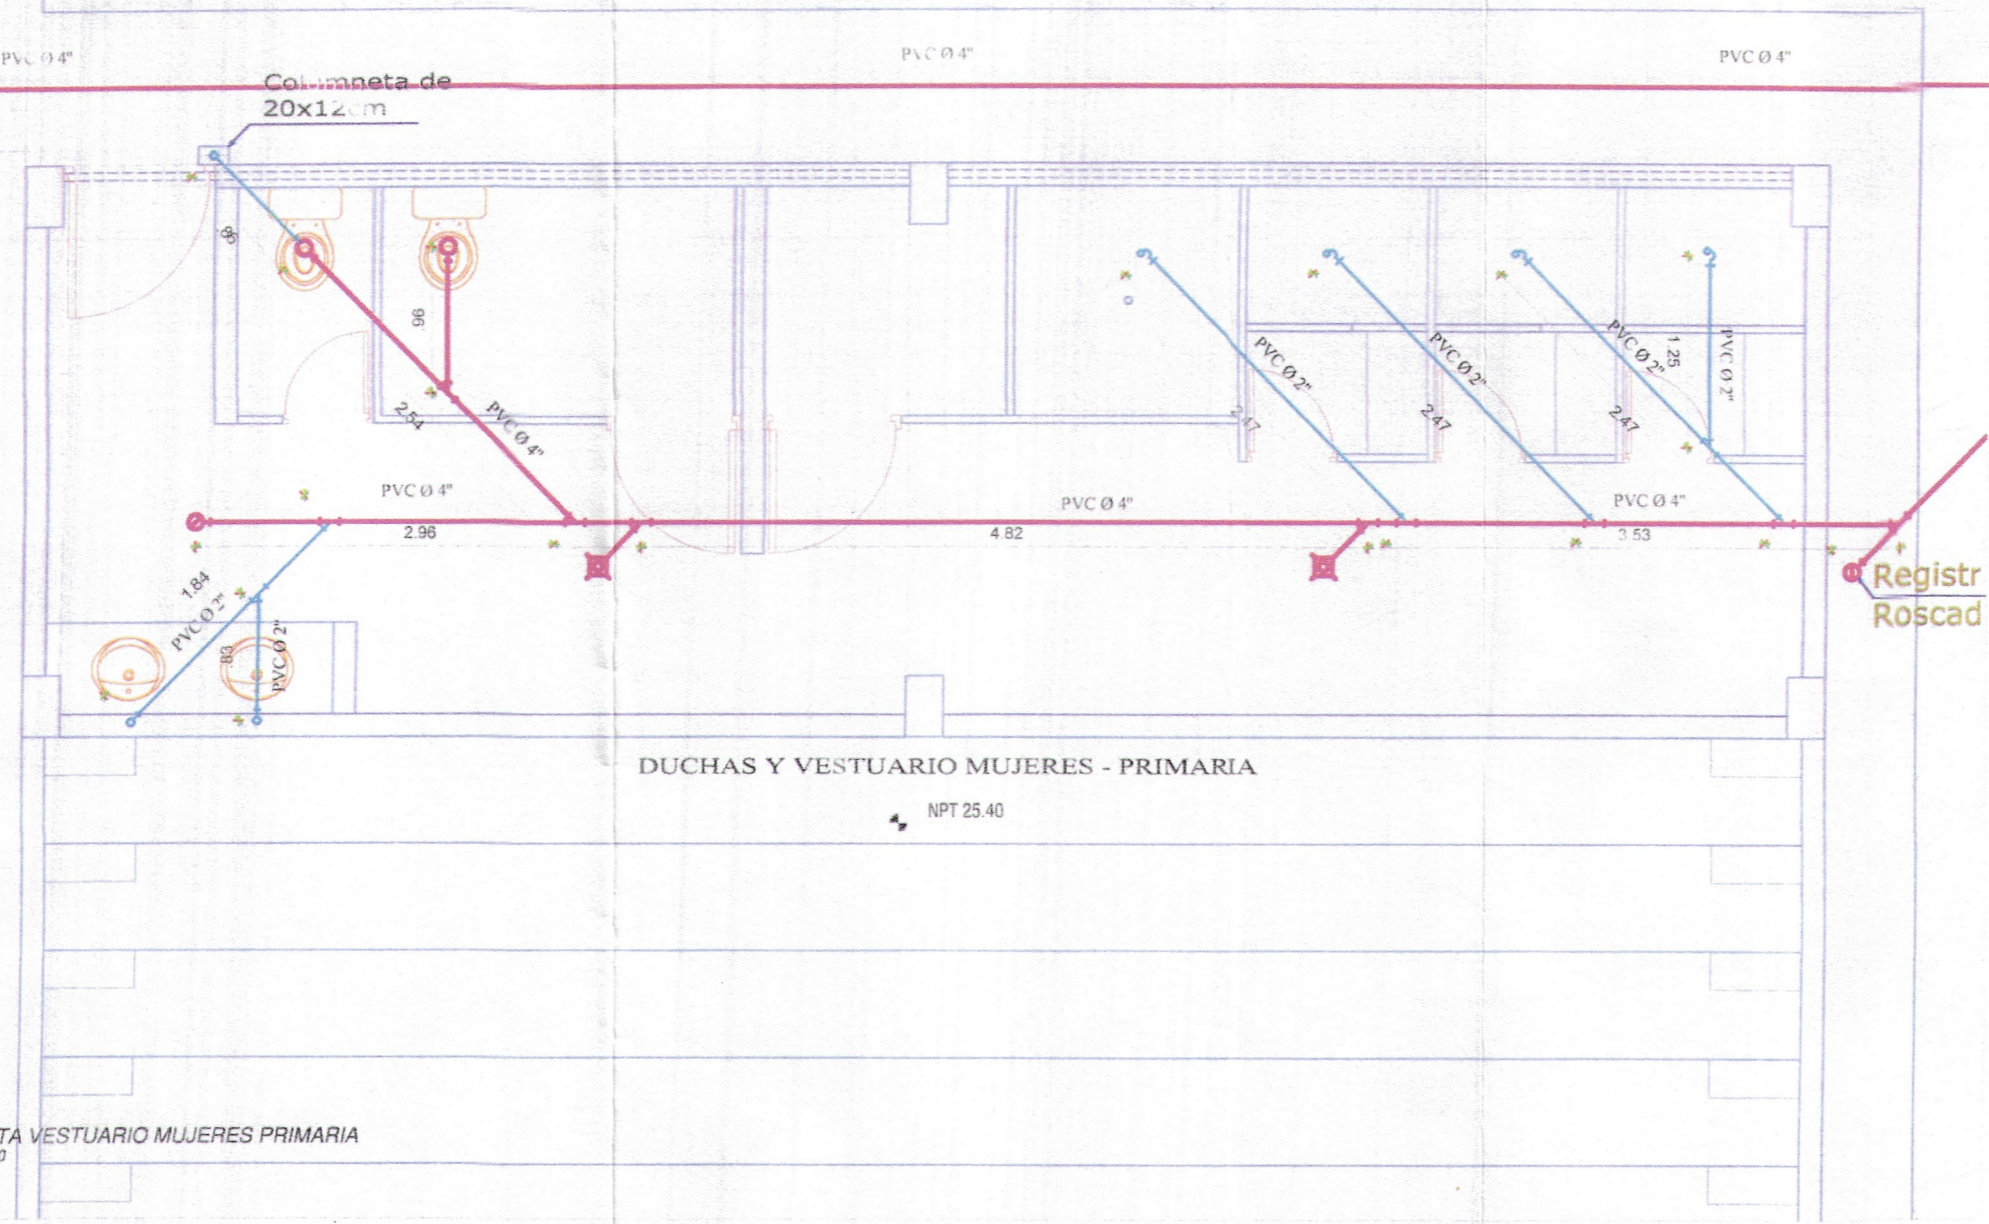 PVC Ø 4"
PVC Ø 4"
PVC Ø 4"
Columneta de
20x12cm
.96
PVC Ø 2"
PVC Ø 2"
PVC Ø 2"
1.25
PVC Ø 2"
2.54
PVC Ø 4"
2.47
2.47
2.47
PVC Ø 4"
2.96
PVC Ø 4"
4.82
PVC Ø 4"
3.53
1.84
PVC Ø 2"
.83
PVC Ø 2"
Registr
Roscad
DUCHAS Y VESTUARIO MUJERES - PRIMARIA
NPT 25.40
TA VESTUARIO MUJERES PRIMARIA